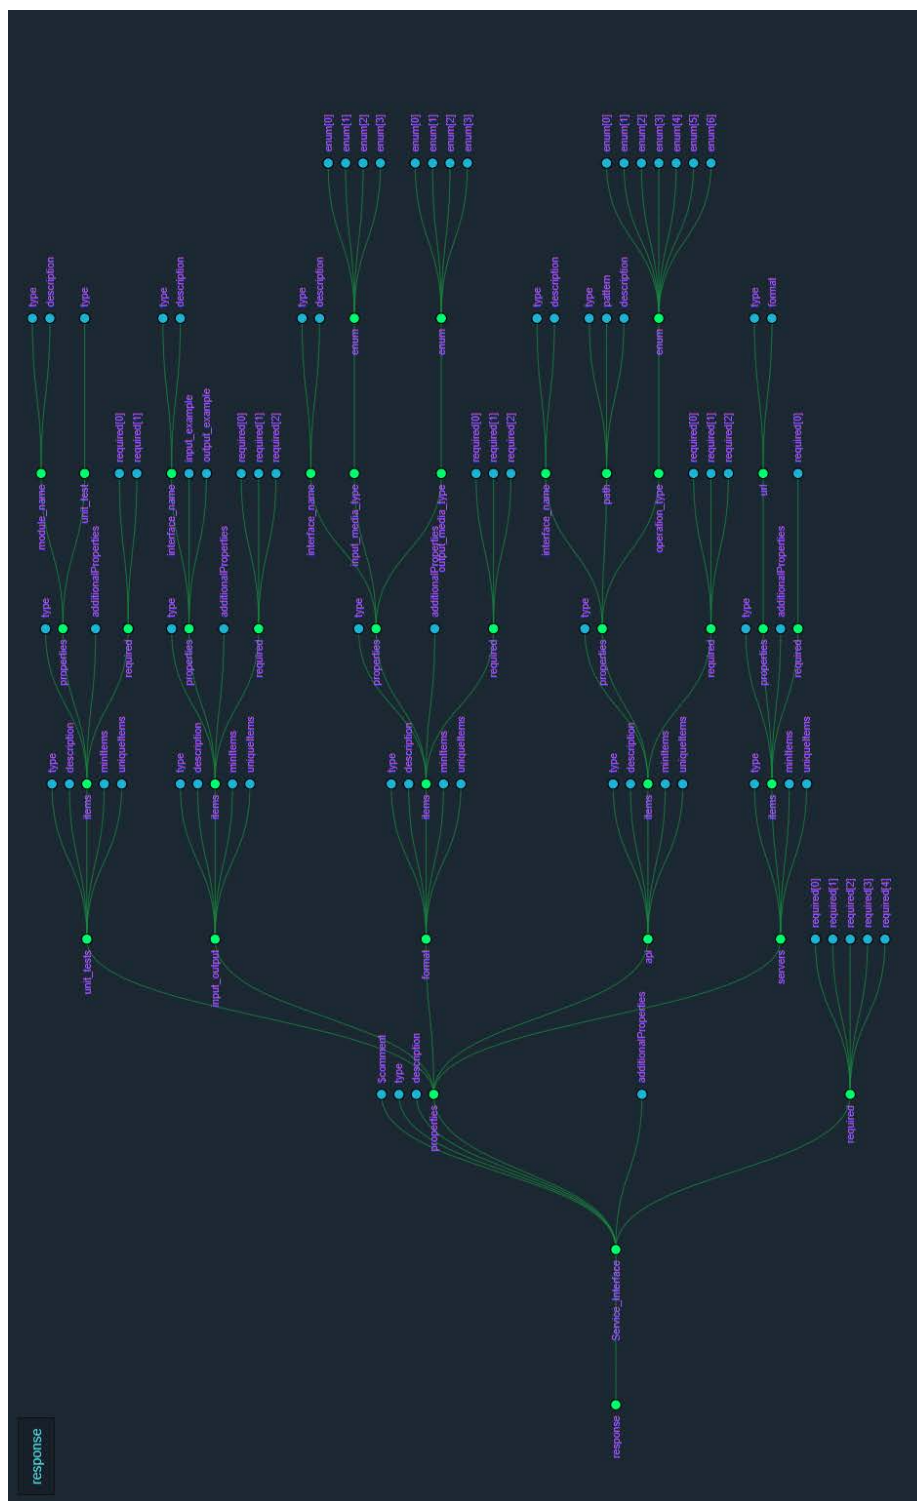 response
response
Service_Interface
$comment
type
description
properties
additionalProperties
required
unit_tests
input_output
format
api
servers
required[0]
required[1]
required[2]
required[3]
required[4]
type
description
items
minItems
uniqueItems
type
description
items
minItems
uniqueItems
type
description
items
minItems
uniqueItems
type
description
items
minItems
uniqueItems
type
items
minItems
uniqueItems
type
properties
additionalProperties
required
type
properties
additionalProperties
required
type
properties
additionalProperties
required
type
properties
required
type
properties
additionalProperties
required
module_name
unit_test
required[0]
required[1]
interface_name
input_example
output_example
required[0]
required[1]
required[2]
interface_name
input_media_type
output_media_type
required[0]
required[1]
required[2]
interface_name
path
operation_type
required[0]
required[1]
required[2]
url
required[0]
type
description
type
type
description
type
description
enum
enum
type
description
type
pattern
description
enum
type
format
enum[0]
enum[1]
enum[2]
enum[3]
enum[0]
enum[1]
enum[2]
enum[3]
enum[0]
enum[1]
enum[2]
enum[3]
enum[4]
enum[5]
enum[6]